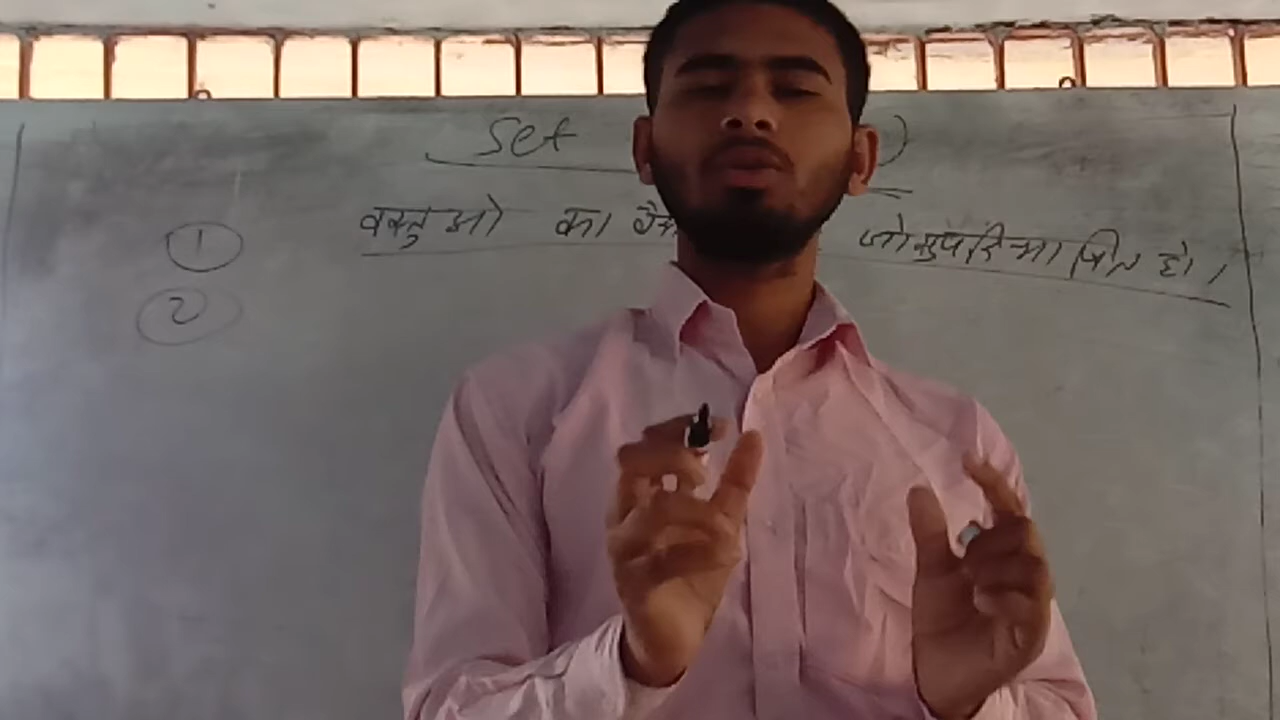 Set )
① वस्तुओ का जो सुपरिभाषित हो।
②